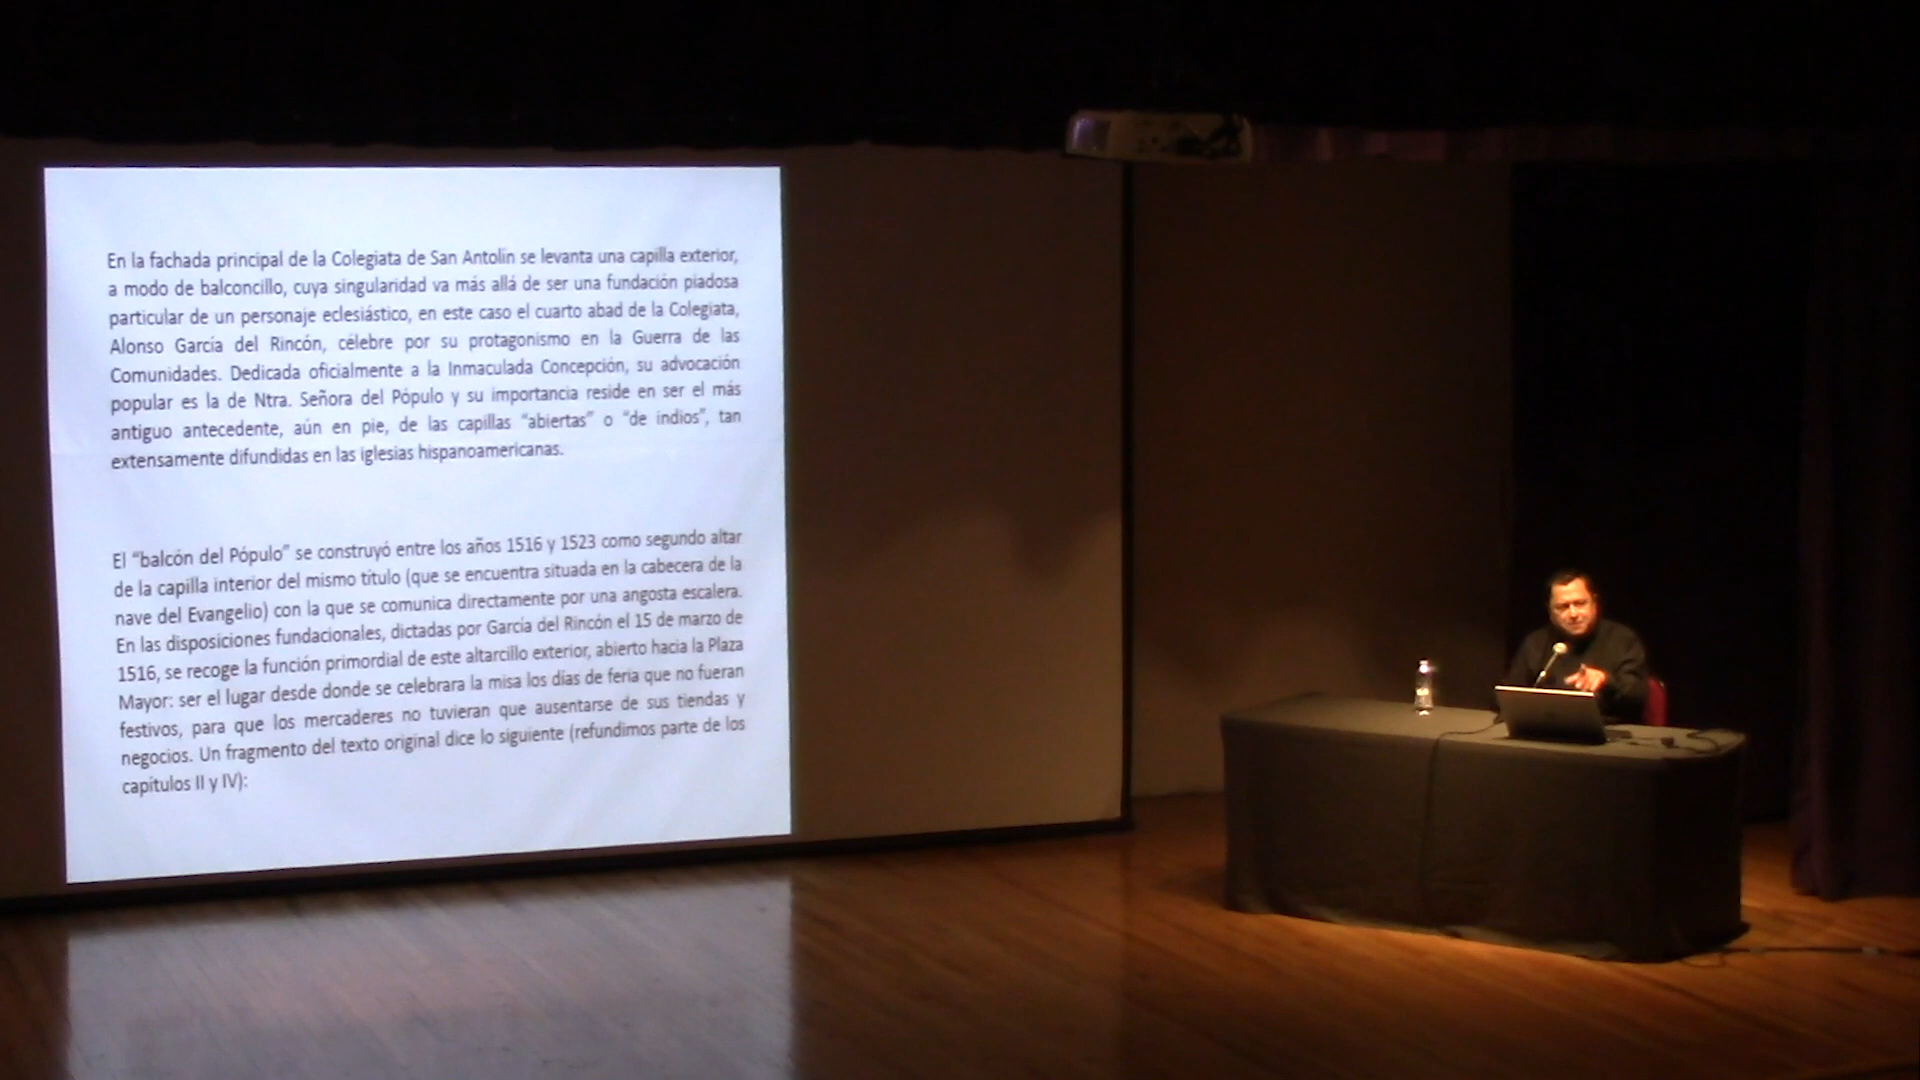 En la fachada principal de la Colegiata de San Antolín se levanta una capilla exterior,
a modo de balconcillo, cuya singularidad va más allá de ser una fundación piadosa
particular de un personaje eclesiástico, en este caso el cuarto abad de la Colegiata,
Alonso García del Rincón, célebre por su protagonismo en la Guerra de las
Comunidades. Dedicada oficialmente a la Inmaculada Concepción, su advocación
popular es la de Ntra. Señora del Pópulo y su importancia reside en ser el más
antiguo antecedente, aún en pie, de las capillas “abiertas” o “de indios”, tan
extensamente difundidas en las iglesias hispanoamericanas.
El “balcón del Pópulo” se construyó entre los años 1516 y 1523 como segundo altar
de la capilla interior del mismo título (que se encuentra situada en la cabecera de la
nave del Evangelio) con la que se comunica directamente por una angosta escalera.
En las disposiciones fundacionales, dictadas por García del Rincón el 15 de marzo de
1516, se recoge la función primordial de este altarcillo exterior, abierto hacia la Plaza
Mayor: ser el lugar desde donde se celebrara la misa los días de feria que no fueran
festivos, para que los mercaderes no tuvieran que ausentarse de sus tiendas y
negocios. Un fragmento del texto original dice lo siguiente (refundimos parte de los
capítulos II y IV):